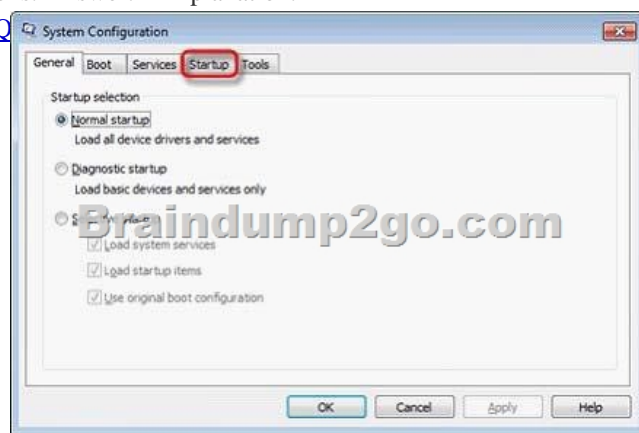 Q
System Configuration
General Boot Services Startup Tools
Startup selection
Normal startup
Load all device drivers and services
Diagnostic startup
Load basic devices and services only
Braindump2go.com
Load system services
Load startup items
Use original boot configuration
OK Cancel Apply Help